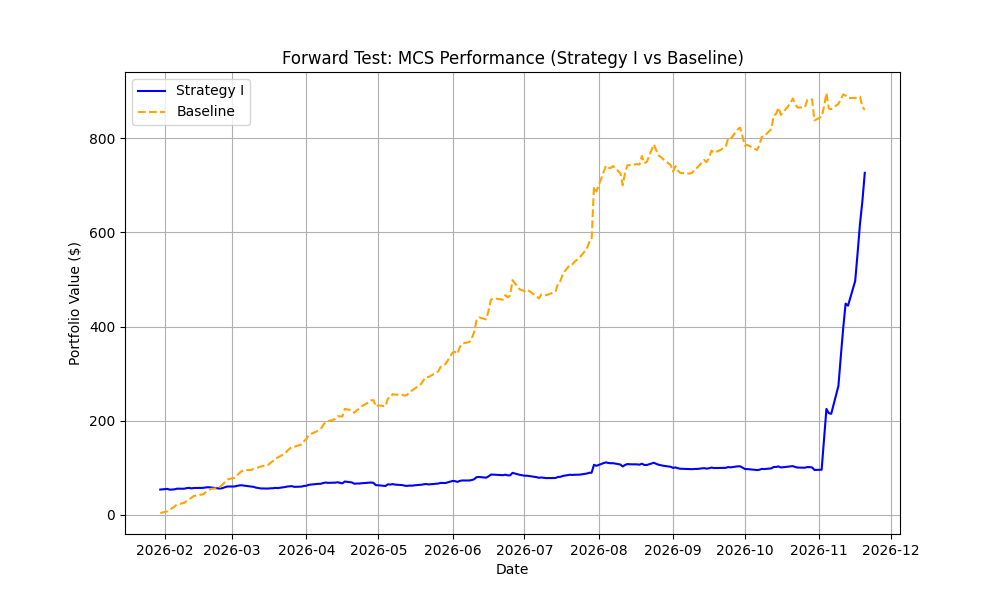 Forward Test: MCS Performance (Strategy I vs Baseline)
Strategy I
Baseline
Portfolio Value ($)
800
600
400
200
0
2026-02 2026-03 2026-04 2026-05 2026-06 2026-07 2026-08 2026-09 2026-10 2026-11 2026-12
Date